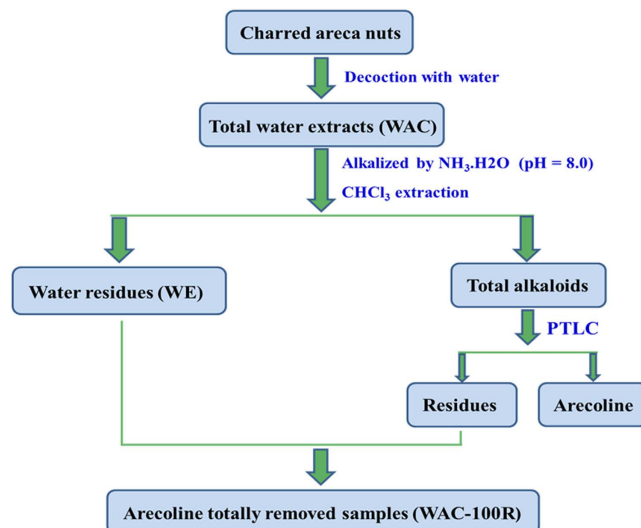 Charred areca nuts
Decoction with water
Total water extracts (WAC)
Alkalized by NH₃.H2O (pH = 8.0)
CHCl₃ extraction
Water residues (WE)
Total alkaloids
PTLC
Residues
Arecoline
Arecoline totally removed samples (WAC-100R)